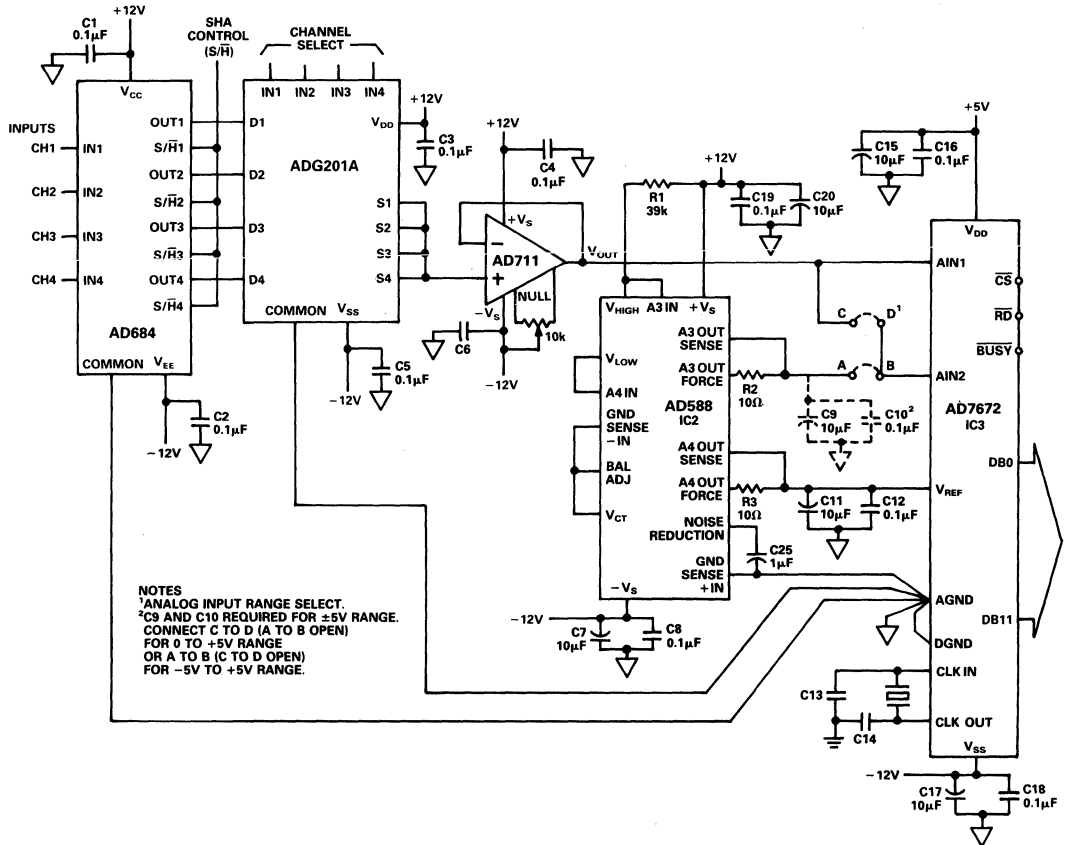 +12V
C1
0.1μF
SHA
CONTROL
(S/H̅)
CHANNEL
SELECT
IN1 IN2 IN3 IN4
VCC
INPUTS
CH1 IN1
CH2 IN2
CH3 IN3
CH4 IN4
OUT1
S/H̅1
OUT2
S/H̅2
OUT3
S/H̅3
OUT4
S/H̅4
AD684
COMMON VEE
C2
0.1μF
−12V
D1
D2
D3
D4
ADG201A
VDD
+12V
C3
0.1μF
S1
S2
S3
S4
COMMON VSS
C5
0.1μF
−12V
+12V
C4
0.1μF
+VS
−
AD711
+
NULL
−VS
10k
C6
−12V
VOUT
R1
39k
+12V
C19
0.1μF
C20
10μF
VHIGH A3 IN +VS
VLOW
A4 IN
GND
SENSE
−IN
BAL
ADJ
VCT
A3 OUT
SENSE
A3 OUT
FORCE
AD588
IC2
A4 OUT
SENSE
A4 OUT
FORCE
NOISE
REDUCTION
GND
SENSE
+IN
−VS
R2
10Ω
R3
10Ω
C9
10μF
C10²
0.1μF
C11
10μF
C12
0.1μF
C25
1μF
−12V
C7
10μF
C8
0.1μF
C D¹
A B
+5V
C15
10μF
C16
0.1μF
VDD
AIN1
AIN2
VREF
AGND
DGND
CLK IN
CLK OUT
VSS
C̅S̅
R̅D̅
B̅U̅S̅Y̅
AD7672
IC3
DB0
DB11
C13
C14
−12V
C17
10μF
C18
0.1μF
NOTES
¹ANALOG INPUT RANGE SELECT.
²C9 AND C10 REQUIRED FOR ±5V RANGE.
CONNECT C TO D (A TO B OPEN)
FOR 0 TO +5V RANGE
OR A TO B (C TO D OPEN)
FOR −5V TO +5V RANGE.